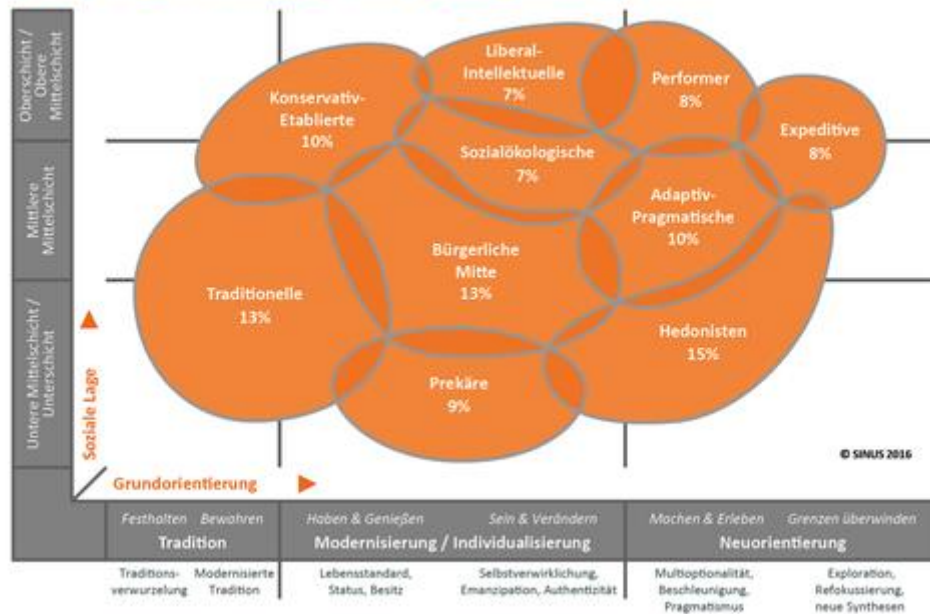 Oberschicht /
Obere
Mittelschicht
Mittlere
Mittelschicht
Untere Mittelschicht /
Unterschicht
Soziale Lage
Liberal-
Intellektuelle
7%
Performer
8%
Konservativ-
Etablierte
10%
Expeditive
8%
Sozialökologische
7%
Adaptiv-
Pragmatische
10%
Bürgerliche
Mitte
13%
Traditionelle
13%
Hedonisten
15%
Prekäre
9%
© SINUS 2016
Grundorientierung
Festhalten Bewahren
Tradition
Haben & Genießen Sein & Verändern
Modernisierung / Individualisierung
Machen & Erleben Grenzen überwinden
Neuorientierung
Traditions-
verwurzelung
Modernisierte
Tradition
Lebensstandard,
Status, Besitz
Selbstverwirklichung,
Emanzipation, Authentizität
Multioptionalität,
Beschleunigung,
Pragmatismus
Exploration,
Refokussierung,
neue Synthesen